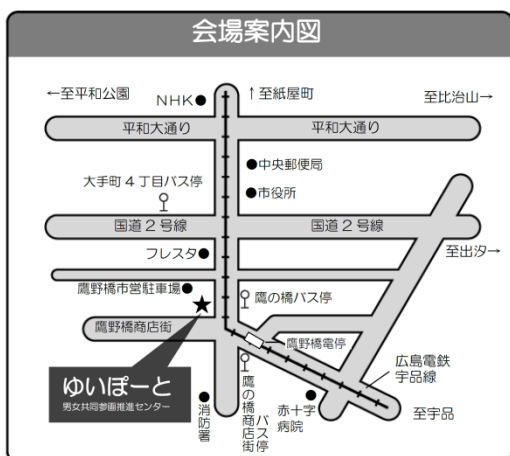 会場案内図
←至平和公園
NHK
↑至紙屋町
至比治山→
平和大通り
平和大通り
中央郵便局
大手町4丁目バス停
市役所
国道2号線
国道2号線
フレスタ
至出汐→
鷹野橋市営駐車場
鷹の橋バス停
鷹野橋商店街
鷹野橋電停
広島電鉄
宇品線
ゆいぽーと
男女共同参画推進センター
消防署
鷹の橋商店街
バス停
赤十字
病院
至宇品